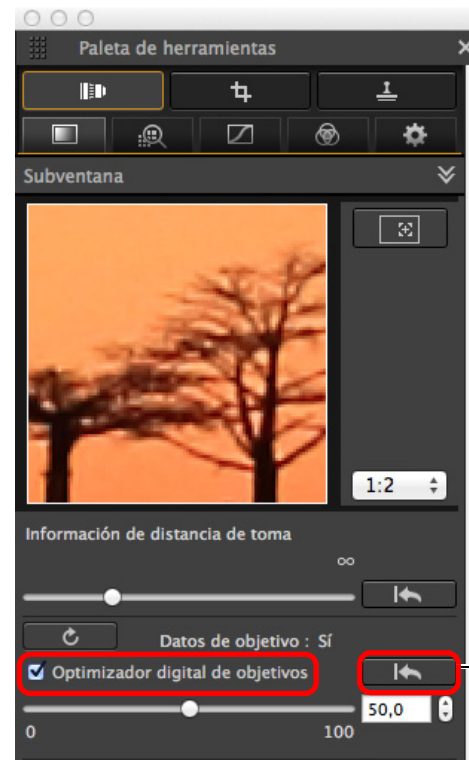 Paleta de herramientas
Subventana
1:2
Información de distancia de toma
∞
Datos de objetivo : Sí
Optimizador digital de objetivos
50,0
0 100